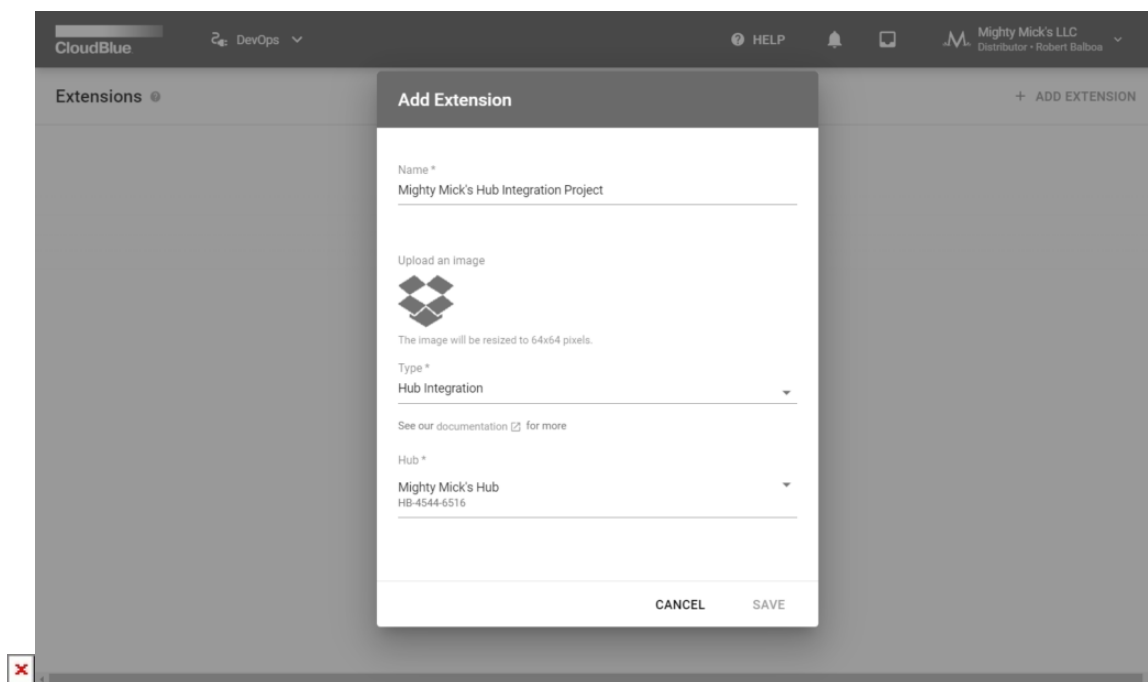 CloudBlue
DevOps
HELP
Mighty Mick's LLC
Distributor • Robert Balboa
Extensions
+ ADD EXTENSION
Add Extension
Name *
Mighty Mick's Hub Integration Project
Upload an image
The image will be resized to 64x64 pixels.
Type *
Hub Integration
See our documentation for more
Hub *
Mighty Mick's Hub
HB-4544-6516
CANCEL SAVE